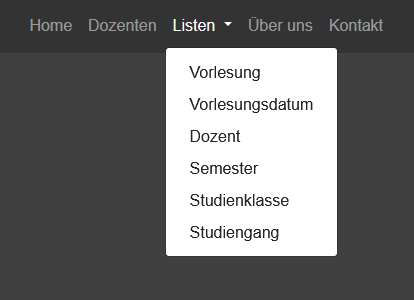 Home Dozenten Listen Über uns Kontakt
Vorlesung
Vorlesungsdatum
Dozent
Semester
Studienklasse
Studiengang